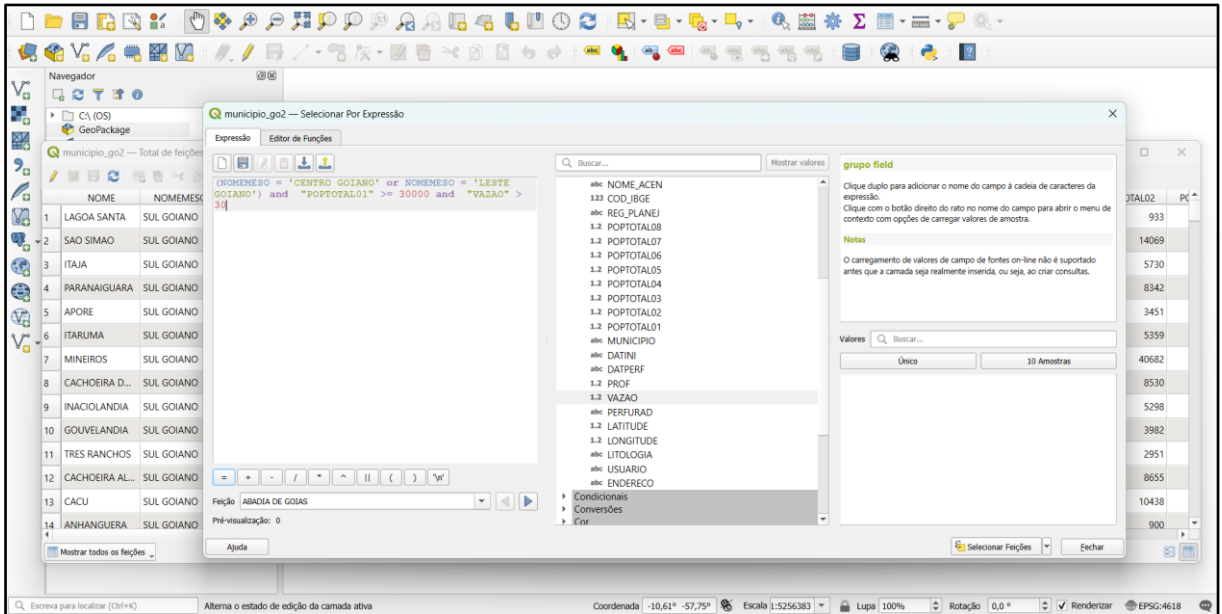 Navegador
C:\ (OS)
GeoPackage
municipio_go2 — Total de feições
NOME NOMEMESO
1 LAGOA SANTA SUL GOIANO
2 SAO SIMAO SUL GOIANO
3 ITAJA SUL GOIANO
4 PARANAIGUARA SUL GOIANO
5 APORE SUL GOIANO
6 ITARUMA SUL GOIANO
7 MINEIROS SUL GOIANO
8 CACHOEIRA D... SUL GOIANO
9 INACIOLANDIA SUL GOIANO
10 GOUVELANDIA SUL GOIANO
11 TRES RANCHOS SUL GOIANO
12 CACHOEIRA AL... SUL GOIANO
13 CACU SUL GOIANO
14 ANHANGUERA SUL GOIANO
Mostrar todos os feições
municipio_go2 — Selecionar Por Expressão
Expressão Editor de Funções
(NOMEMESO = 'CENTRO GOIANO' or NOMEMESO = 'LESTE
GOIANO') and "POPTOTAL01" >= 30000 and "VAZAO" >
30
= + - / * ^ || ( ) '\n'
Feição ABADIA DE GOIAS
Pré-visualização: 0
Ajuda
Buscar... Mostrar valores
abc NOME_ACEN
123 COD_IBGE
abc REG_PLANEJ
1.2 POPTOTAL08
1.2 POPTOTAL07
1.2 POPTOTAL06
1.2 POPTOTAL05
1.2 POPTOTAL04
1.2 POPTOTAL03
1.2 POPTOTAL02
1.2 POPTOTAL01
abc MUNICIPIO
abc DATINI
abc DATPERF
1.2 PROF
1.2 VAZAO
abc PERFURAD
1.2 LATITUDE
1.2 LONGITUDE
abc LITOLOGIA
abc USUARIO
abc ENDERECO
Condicionais
Conversões
Cor
grupo field
Clique duplo para adicionar o nome do campo à cadeia de caracteres da
expressão.
Clique com o botão direito do rato no nome do campo para abrir o menu de
contexto com opções de carregar valores de amostra.
Notas
O carregamento de valores de campo de fontes on-line não é suportado
antes que a camada seja realmente inserida, ou seja, ao criar consultas.
Valores Buscar...
Único 10 Amostras
Selecionar Feições Fechar
OTAL02 PC
933
14069
5730
8342
3451
5359
40682
8530
5298
3982
2951
8655
10438
900
Escreva para localizar (Ctrl+K) Alterna o estado de edição da camada ativa Coordenada -10,61° -57,75° Escala 1:5256383 Lupa 100% Rotação 0,0 ° Renderizar EPSG:4618